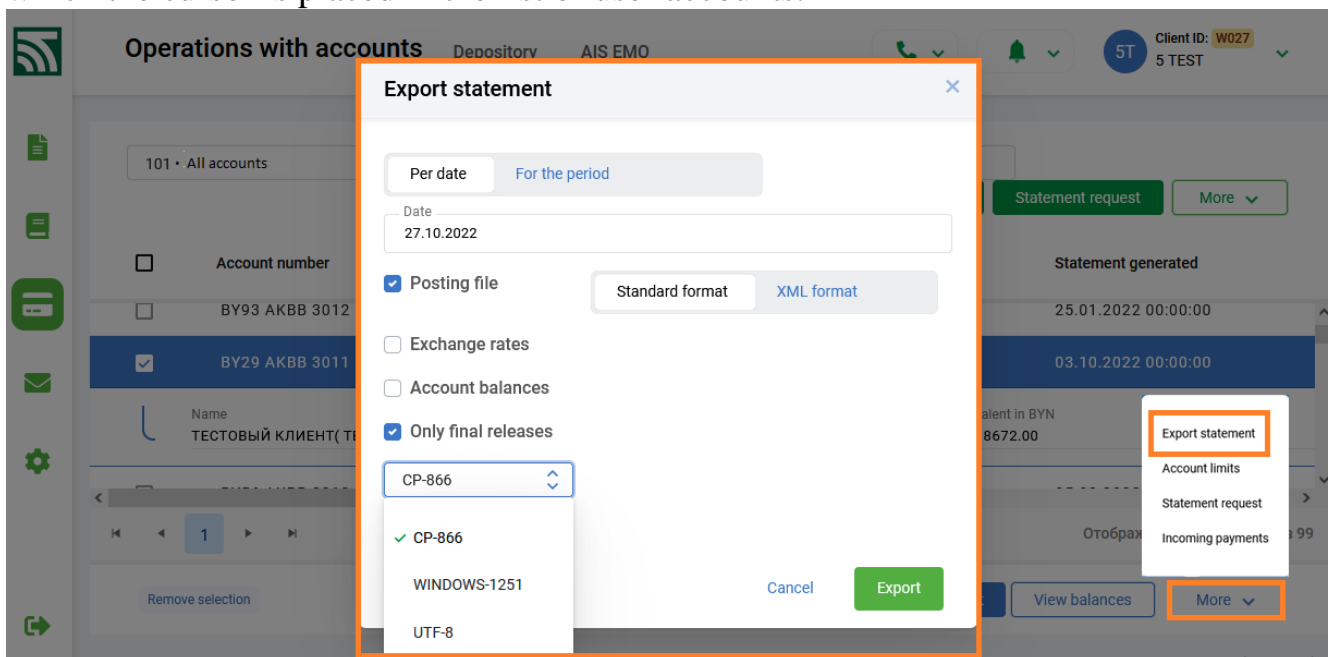 Operations with accounts Depository AIS EMO
5T Client ID: W027
5 TEST
Export statement
101 • All accounts
Per date For the period
Statement request More
Date
27.10.2022
Account number Statement generated
Posting file Standard format XML format
BY93 AKBB 3012 25.01.2022 00:00:00
Exchange rates
BY29 AKBB 3011 03.10.2022 00:00:00
Account balances
Name in BYN
ТЕСТОВЫЙ КЛИЕНТ( 8672.00
Only final releases
Export statement
Account limits
CP-866
Statement request
1
Incoming payments 99
CP-866
WINDOWS-1251
UTF-8
Cancel Export
Remove selection View balances More